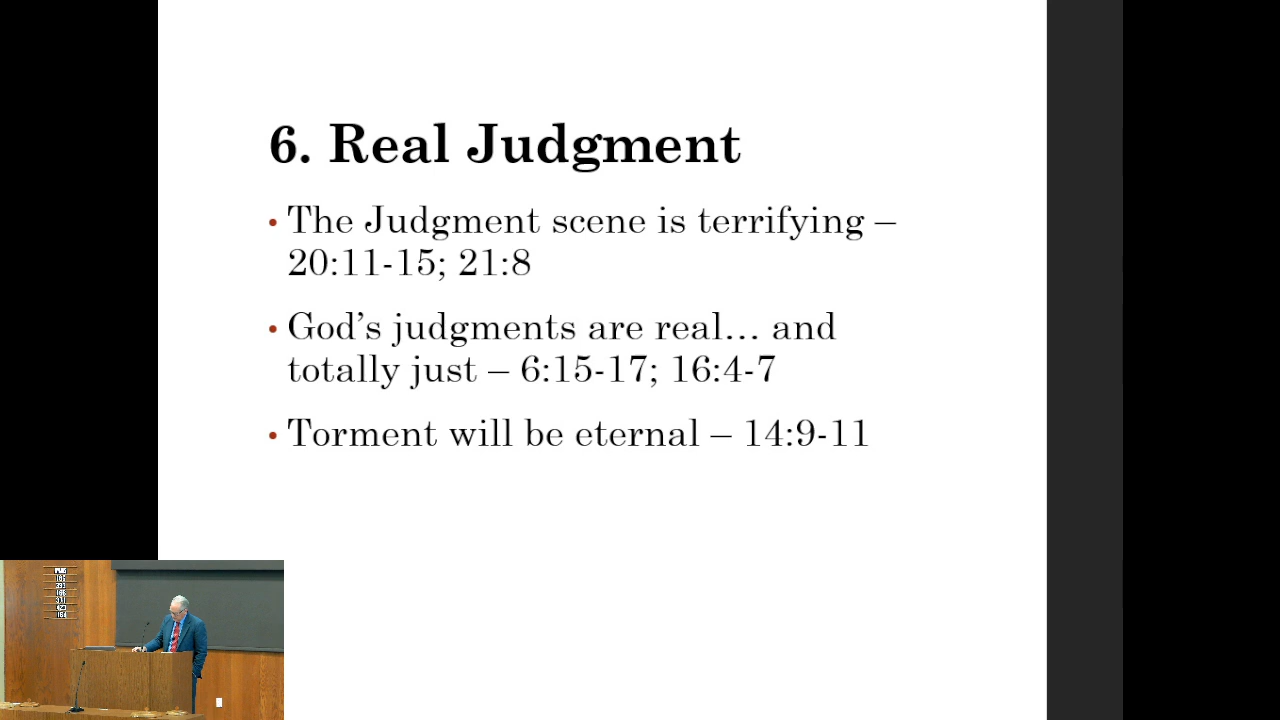 6. Real Judgment
• The Judgment scene is terrifying –
20:11-15; 21:8
• God’s judgments are real… and
totally just – 6:15-17; 16:4-7
• Torment will be eternal – 14:9-11